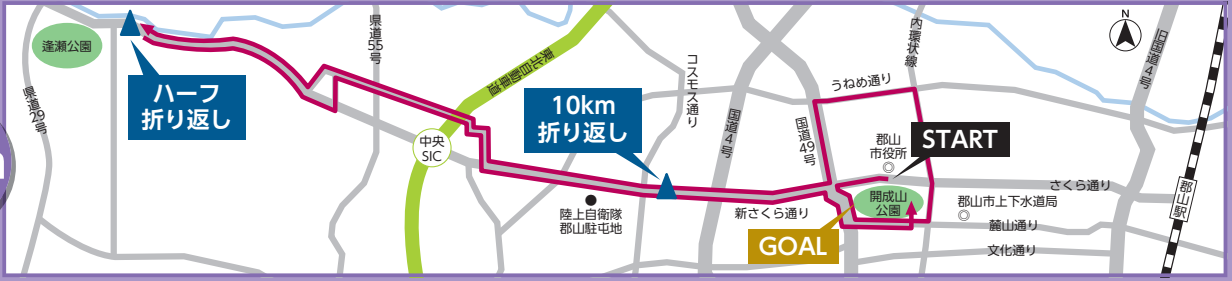 逢瀬公園
ハーフ
折り返し
県道29号
県道55号
東北自動車道
中央
SIC
10km
折り返し
コスモス通り
陸上自衛隊
郡山駐屯地
国道4号
新さくら通り
国道49号
うねめ通り
内環状線
郡山
市役所
START
開成山
公園
GOAL
さくら通り
郡山市上下水道局
麓山通り
文化通り
N
旧国道4号
郡山駅